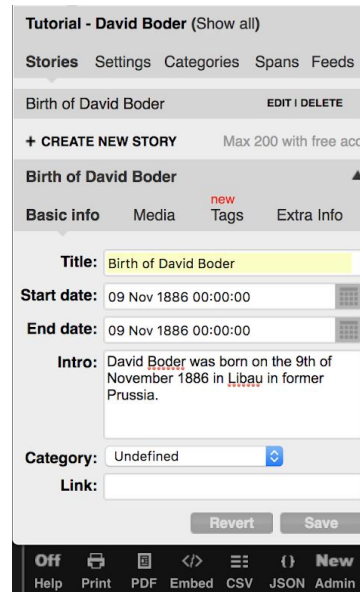 Tutorial - David Boder (Show all)
Stories Settings Categories Spans Feeds
Birth of David Boder EDIT | DELETE
+ CREATE NEW STORY Max 200 with free acc
Birth of David Boder
new
Basic info Media Tags Extra Info
Title: Birth of David Boder
Start date: 09 Nov 1886 00:00:00
End date: 09 Nov 1886 00:00:00
Intro: David Boder was born on the 9th of
November 1886 in Libau in former
Prussia.
Category: Undefined
Link:
Revert Save
Off </> {} New
Help Print PDF Embed CSV JSON Admin